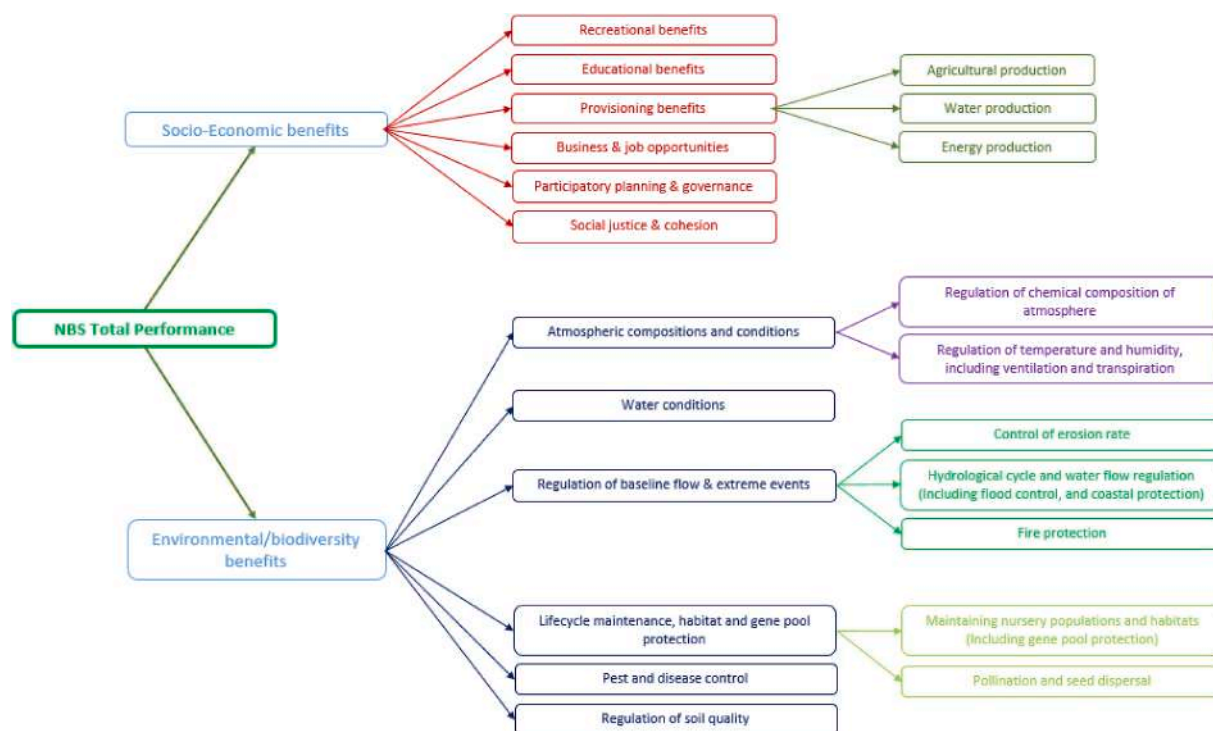 Recreational benefits
Educational benefits
Agricultural production
Provisioning benefits
Water production
Socio-Economic benefits
Business & job opportunities
Energy production
Participatory planning & governance
Social justice & cohesion
NBS Total Performance
Atmospheric compositions and conditions
Regulation of chemical composition of
atmosphere
Regulation of temperature and humidity,
including ventilation and transpiration
Water conditions
Control of erosion rate
Regulation of baseline flow & extreme events
Hydrological cycle and water flow regulation
(Including flood control, and coastal protection)
Fire protection
Environmental/biodiversity
benefits
Lifecycle maintenance, habitat and gene pool
protection
Maintaining nursery populations and habitats
(Including gene pool protection)
Pest and disease control
Pollination and seed dispersal
Regulation of soil quality